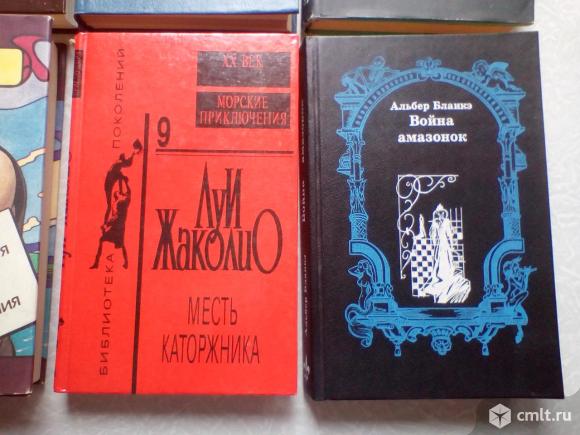 XX ВЕК
МОРСКИЕ
ПРИКЛЮЧЕНИЯ
БИБЛИОТЕКА ПОКОЛЕНИЙ
9
ЛУИ
ЖАКОЛИО
МЕСТЬ
КАТОРЖНИКА
Альбер Бланкэ
Война
амазонок
cmlt.ru